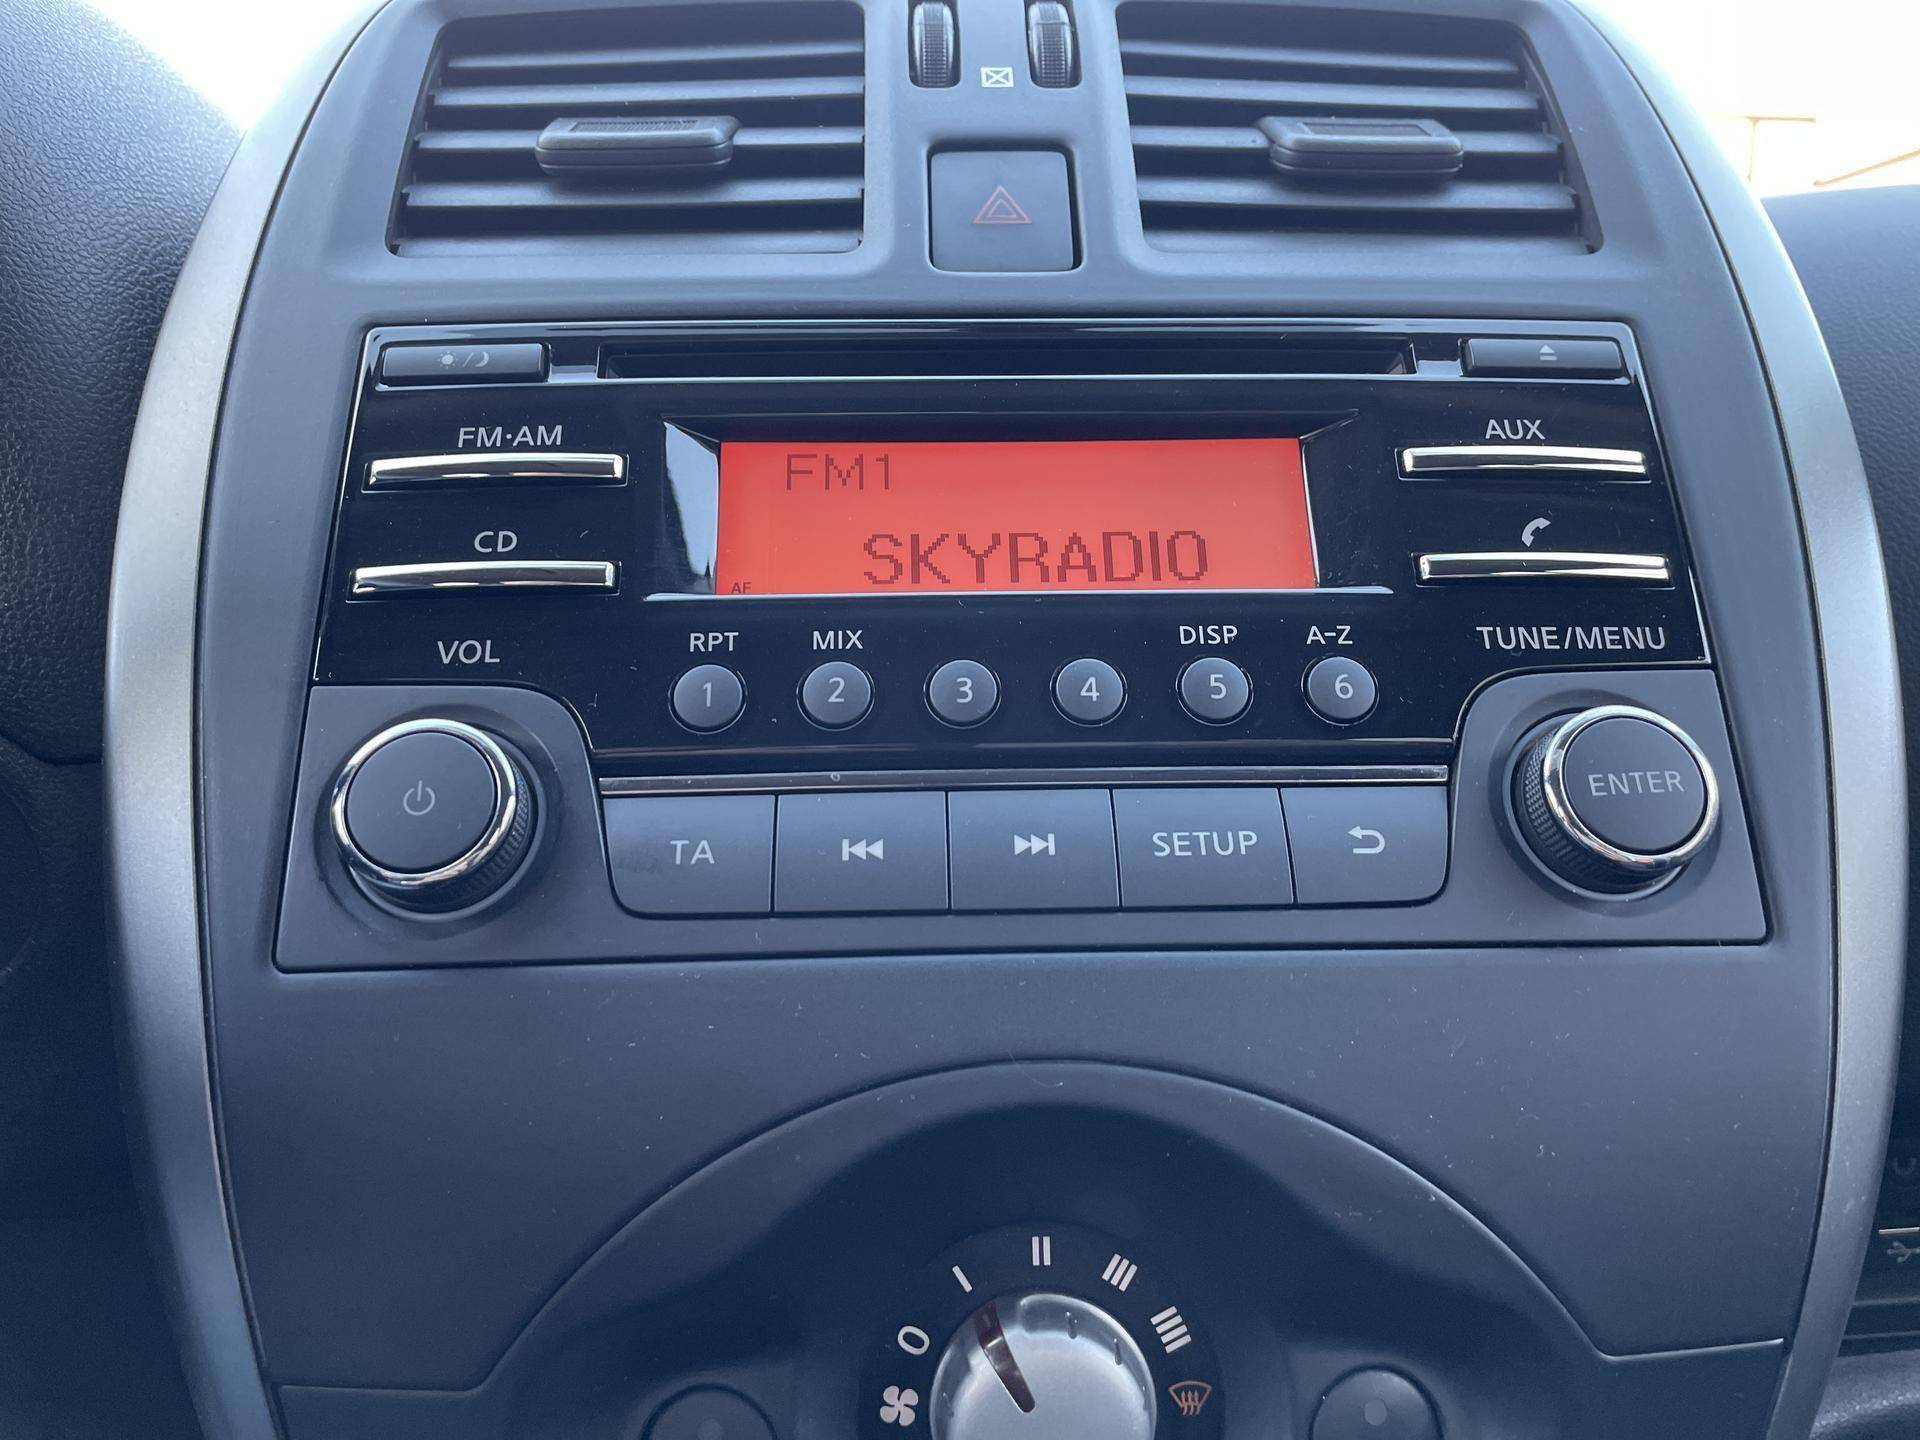 FM·AM
AUX
FM1
SKYRADIO
AF
CD
VOL
RPT
MIX
DISP
A-Z
TUNE/MENU
1
2
3
4
5
6
ENTER
TA
SETUP
I
II
III
IIII
O